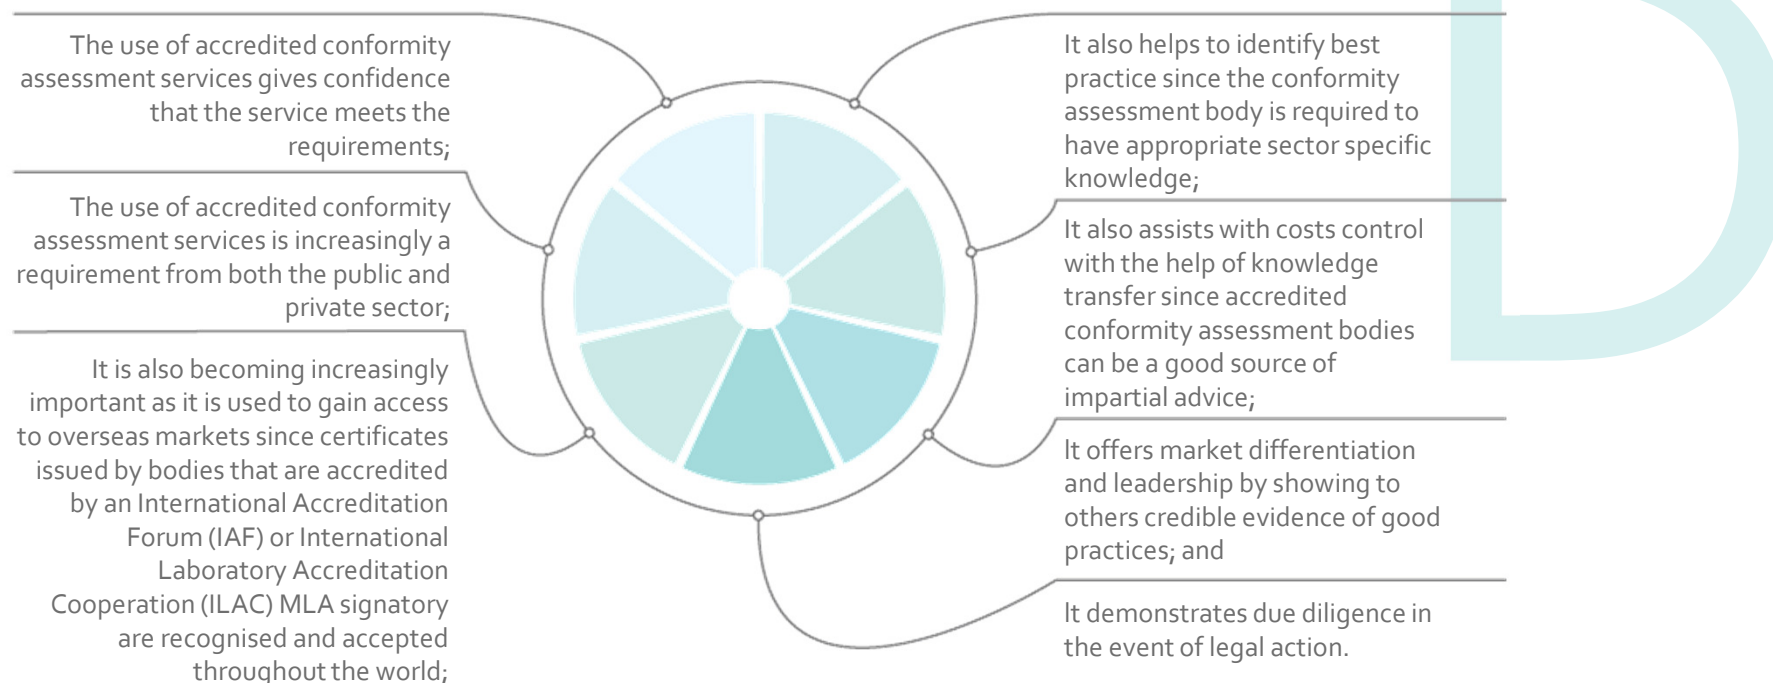 The use of accredited conformity
assessment services gives confidence
that the service meets the
requirements;
The use of accredited conformity
assessment services is increasingly a
requirement from both the public and
private sector;
It is also becoming increasingly
important as it is used to gain access
to overseas markets since certificates
issued by bodies that are accredited
by an International Accreditation
Forum (IAF) or International
Laboratory Accreditation
Cooperation (ILAC) MLA signatory
are recognised and accepted
throughout the world;
It also helps to identify best
practice since the conformity
assessment body is required to
have appropriate sector specific
knowledge;
It also assists with costs control
with the help of knowledge
transfer since accredited
conformity assessment bodies
can be a good source of
impartial advice;
It offers market differentiation
and leadership by showing to
others credible evidence of good
practices; and
It demonstrates due diligence in
the event of legal action.